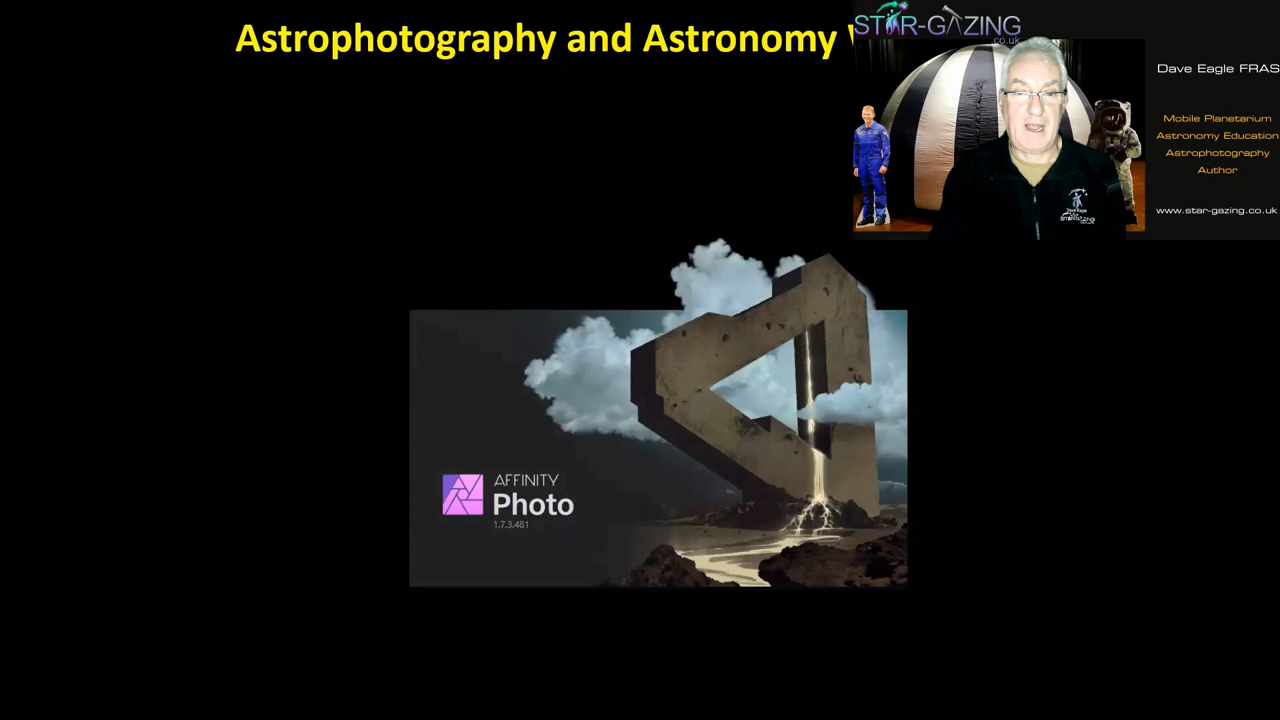 Astrophotography and Astronomy
STAR-GAZING
co.uk
Dave Eagle FRAS
Mobile Planetarium
Astronomy Education
Astrophotography
Author
www.star-gazing.co.uk
AFFINITY
Photo
1.7.3.481